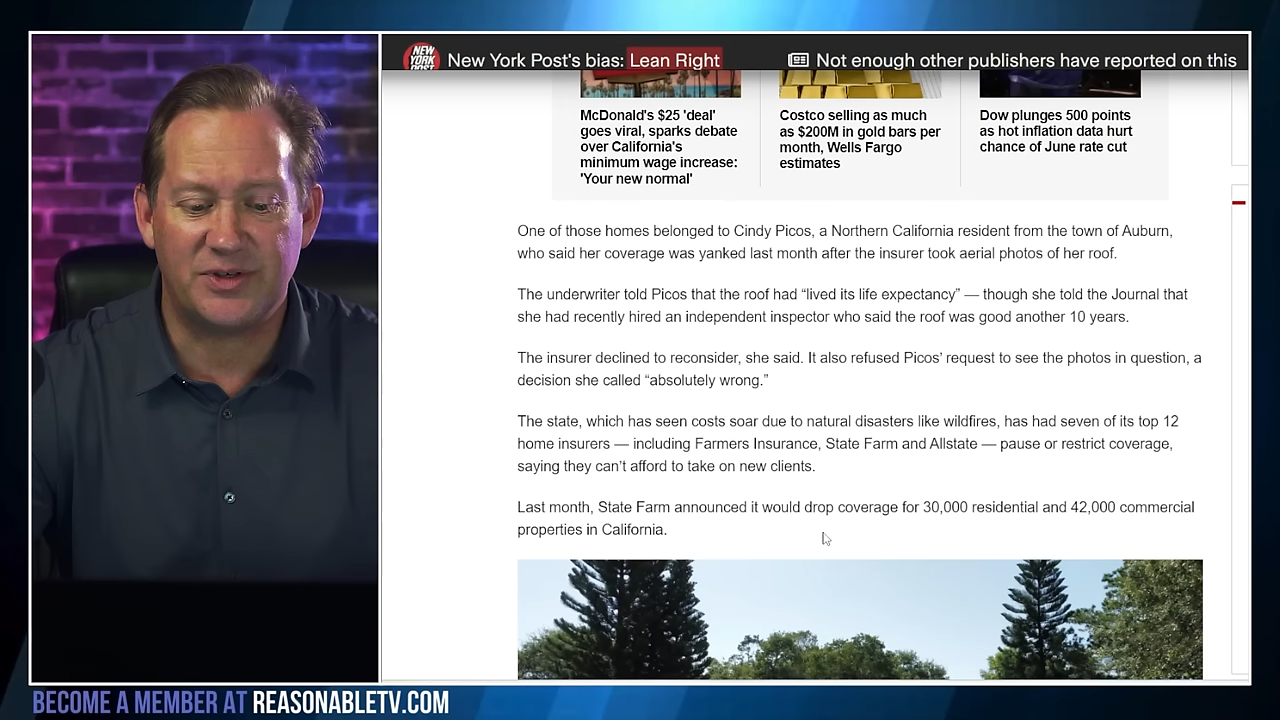 NEW YORK POST
New York Post's bias: Lean Right
Not enough other publishers have reported on this
McDonald's $25 'deal'
goes viral, sparks debate
over California's
minimum wage increase:
'Your new normal'
Costco selling as much
as $200M in gold bars per
month, Wells Fargo
estimates
Dow plunges 500 points
as hot inflation data hurt
chance of June rate cut
One of those homes belonged to Cindy Picos, a Northern California resident from the town of Auburn,
who said her coverage was yanked last month after the insurer took aerial photos of her roof.
The underwriter told Picos that the roof had “lived its life expectancy” — though she told the Journal that
she had recently hired an independent inspector who said the roof was good another 10 years.
The insurer declined to reconsider, she said. It also refused Picos’ request to see the photos in question, a
decision she called “absolutely wrong.”
The state, which has seen costs soar due to natural disasters like wildfires, has had seven of its top 12
home insurers — including Farmers Insurance, State Farm and Allstate — pause or restrict coverage,
saying they can’t afford to take on new clients.
Last month, State Farm announced it would drop coverage for 30,000 residential and 42,000 commercial
properties in California.
BECOME A MEMBER AT REASONABLETV.COM